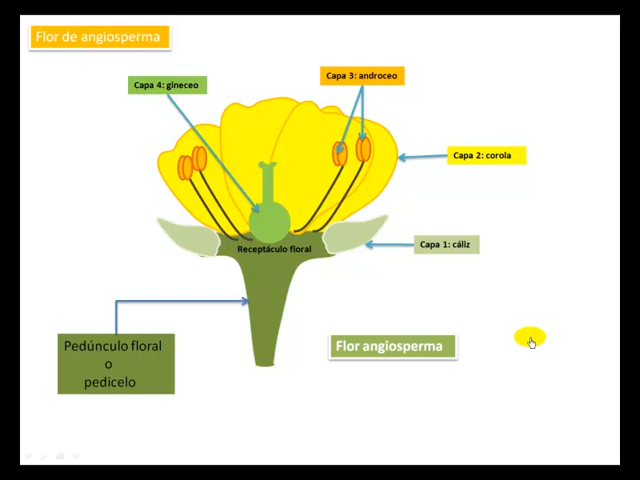 Flor de angiosperma
Capa 3: androceo
Capa 4: gineceo
Capa 2: corola
Capa 1: cáliz
Receptáculo floral
Pedúnculo floral
o
pedicelo
Flor angiosperma